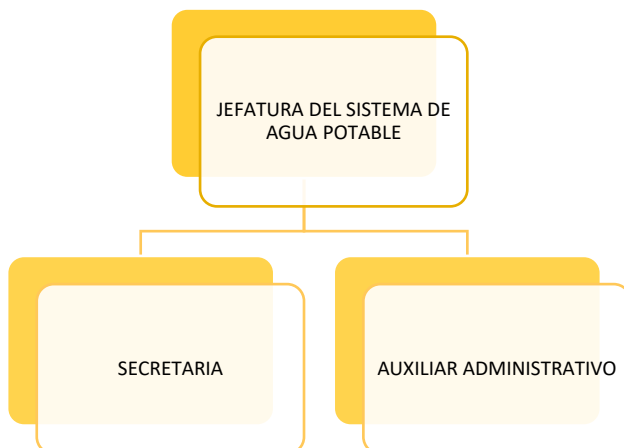 JEFATURA DEL SISTEMA DE
AGUA POTABLE
SECRETARIA
AUXILIAR ADMINISTRATIVO